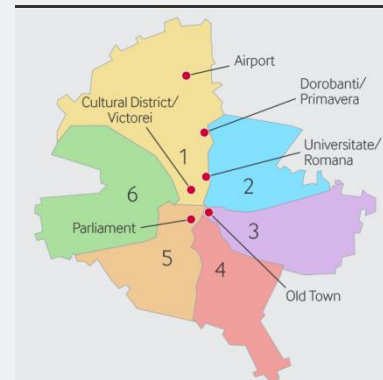 Airport
Cultural District/
Victorei
Dorobanti/
Primavera
Universitate/
Romana
1
2
6
3
Parliament
5
4
Old Town